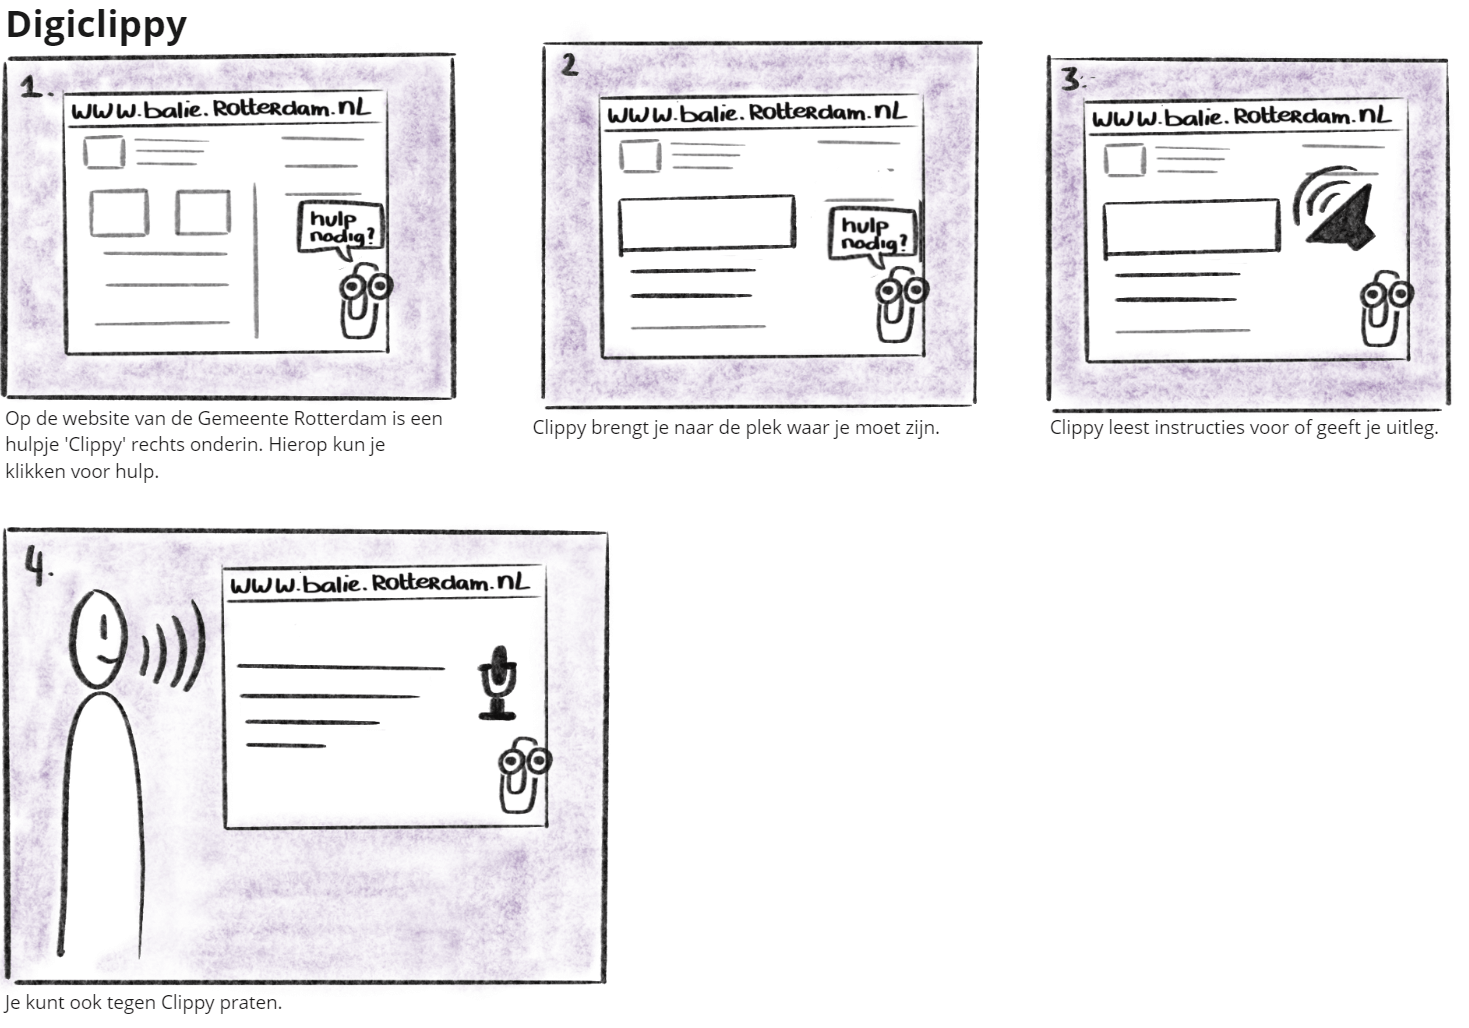 Digiclippy
1.
WWW.balie.Rotterdam.nL
hulp
nodig?
Op de website van de Gemeente Rotterdam is een
hulpje 'Clippy' rechts onderin. Hierop kun je
klikken voor hulp.
2
WWW.balie.Rotterdam.nL
hulp
nodig?
Clippy brengt je naar de plek waar je moet zijn.
3.
WWW.balie.Rotterdam.nL
Clippy leest instructies voor of geeft je uitleg.
4.
WWW.balie.Rotterdam.nL
Je kunt ook tegen Clippy praten.